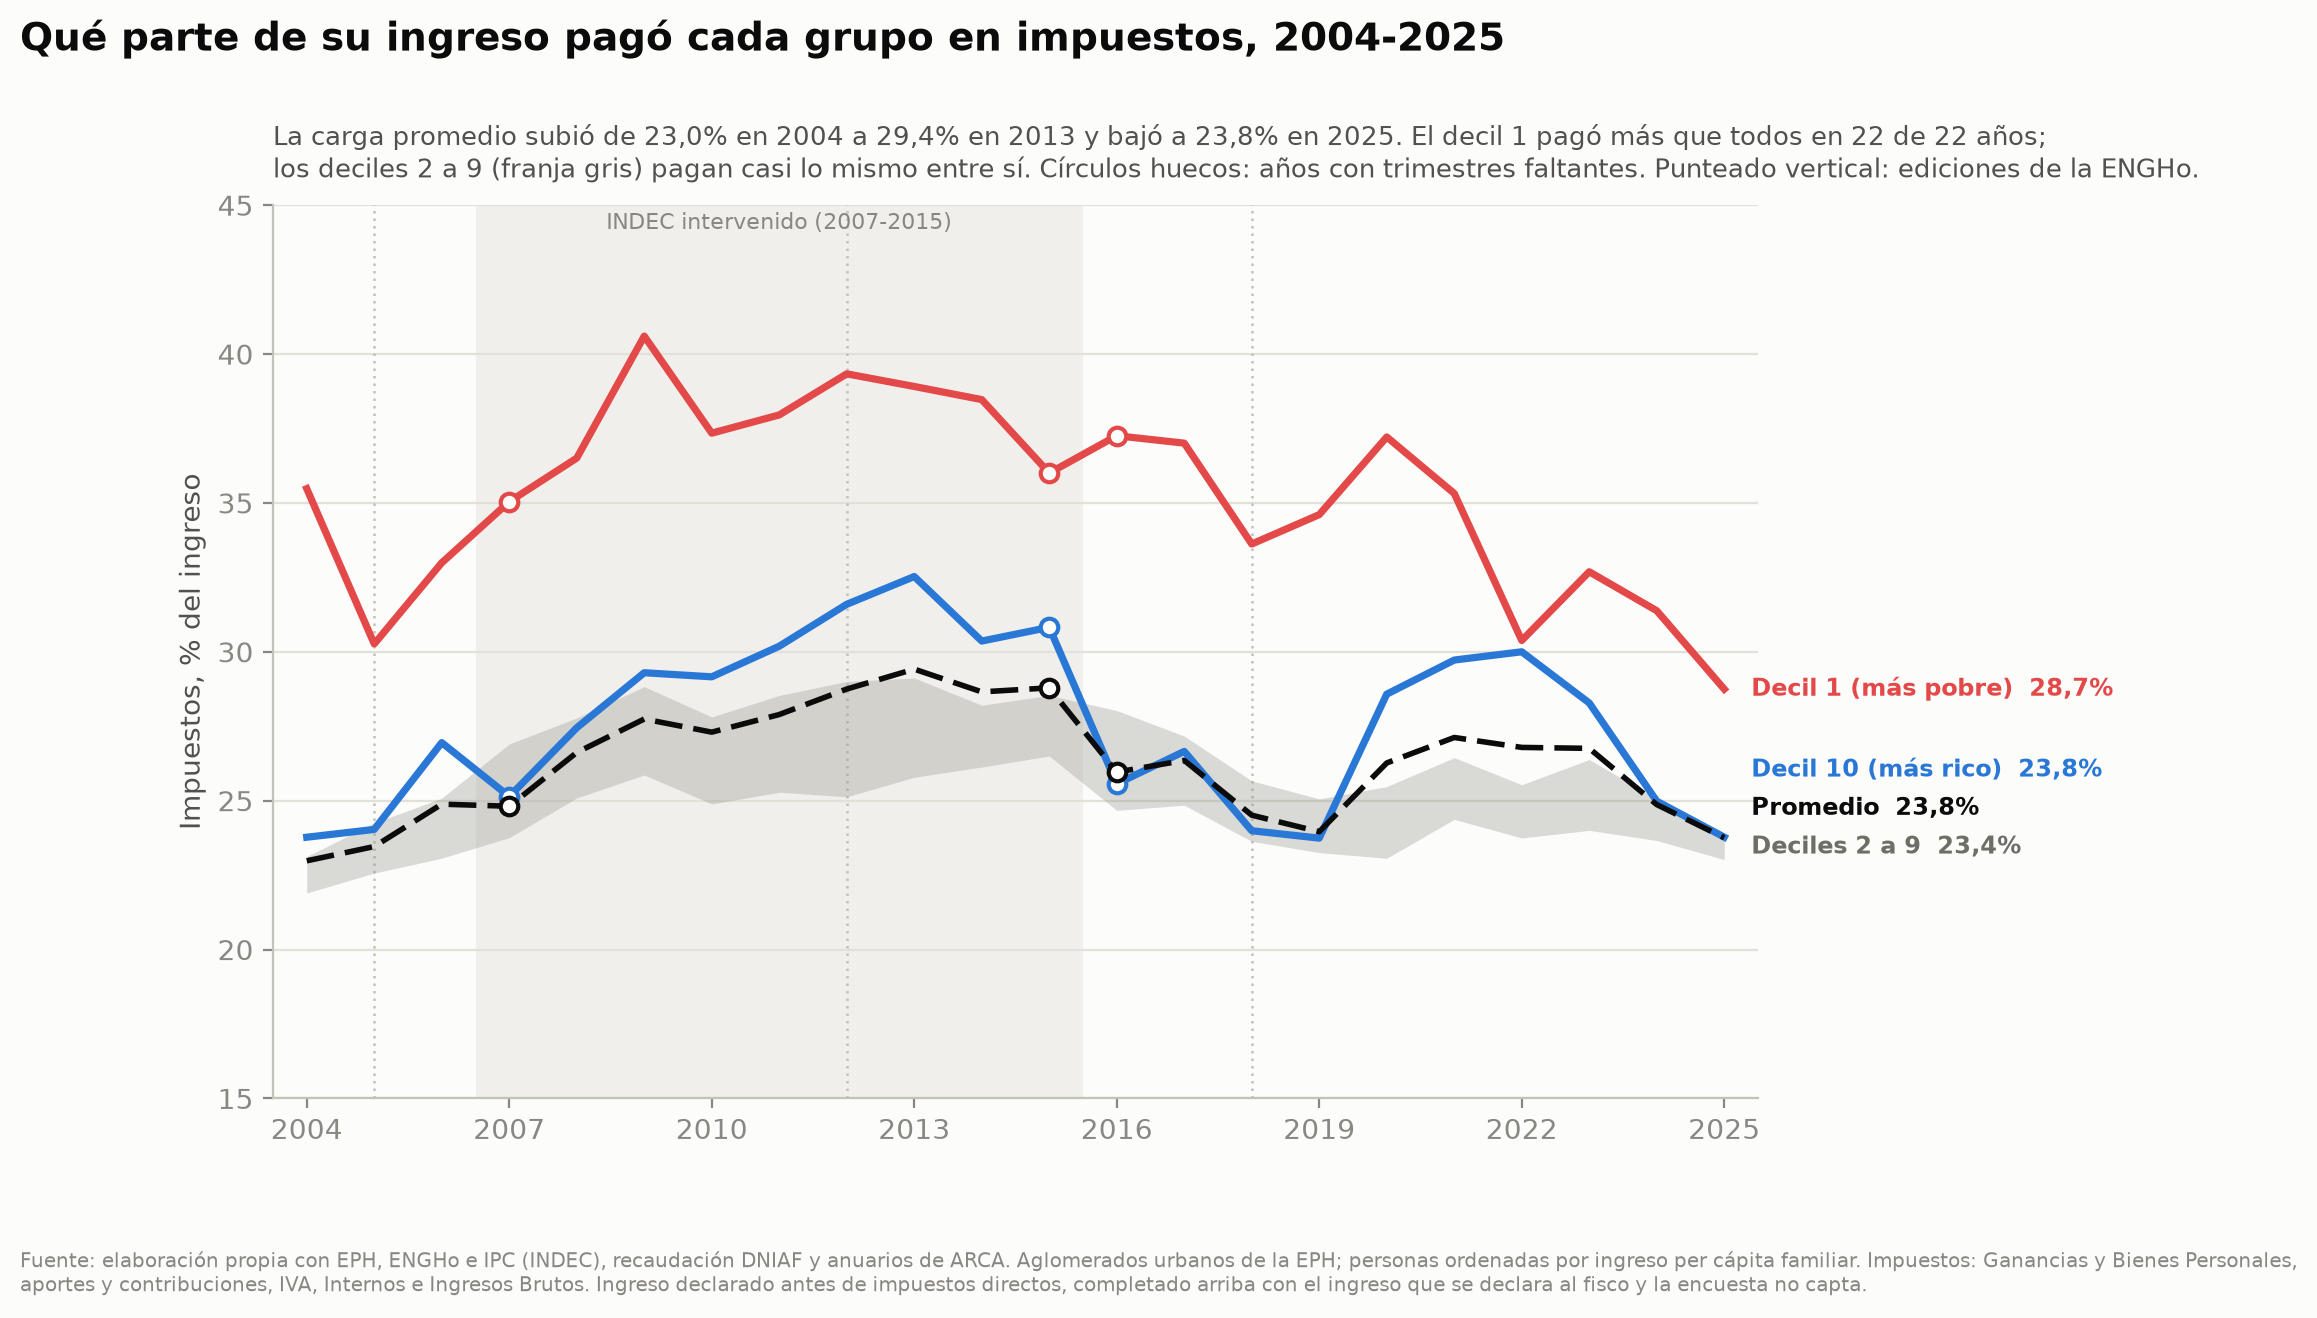 Qué parte de su ingreso pagó cada grupo en impuestos, 2004-2025
La carga promedio subió de 23,0% en 2004 a 29,4% en 2013 y bajó a 23,8% en 2025. El decil 1 pagó más que todos en 22 de 22 años;
los deciles 2 a 9 (franja gris) pagan casi lo mismo entre sí. Círculos huecos: años con trimestres faltantes. Punteado vertical: ediciones de la ENGHo.
INDEC intervenido (2007-2015)
Impuestos, % del ingreso
45
40
35
30
25
20
15
Decil 1 (más pobre) 28,7%
Decil 10 (más rico) 23,8%
Promedio 23,8%
Deciles 2 a 9 23,4%
2004 2007 2010 2013 2016 2019 2022 2025
Fuente: elaboración propia con EPH, ENGHo e IPC (INDEC), recaudación DNIAF y anuarios de ARCA. Aglomerados urbanos de la EPH; personas ordenadas por ingreso per cápita familiar. Impuestos: Ganancias y Bienes Personales,
aportes y contribuciones, IVA, Internos e Ingresos Brutos. Ingreso declarado antes de impuestos directos, completado arriba con el ingreso que se declara al fisco y la encuesta no capta.